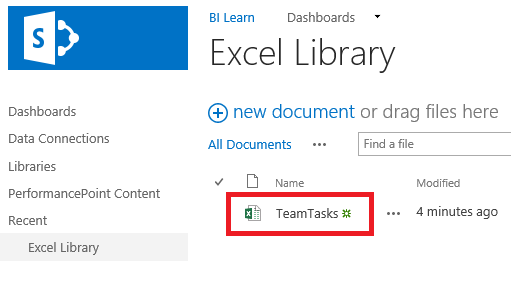 S
BI Learn Dashboards
Excel Library
new document or drag files here
All Documents ••• Find a file
Name Modified
TeamTasks ••• 4 minutes ago
Dashboards
Data Connections
Libraries
PerformancePoint Content
Recent
Excel Library